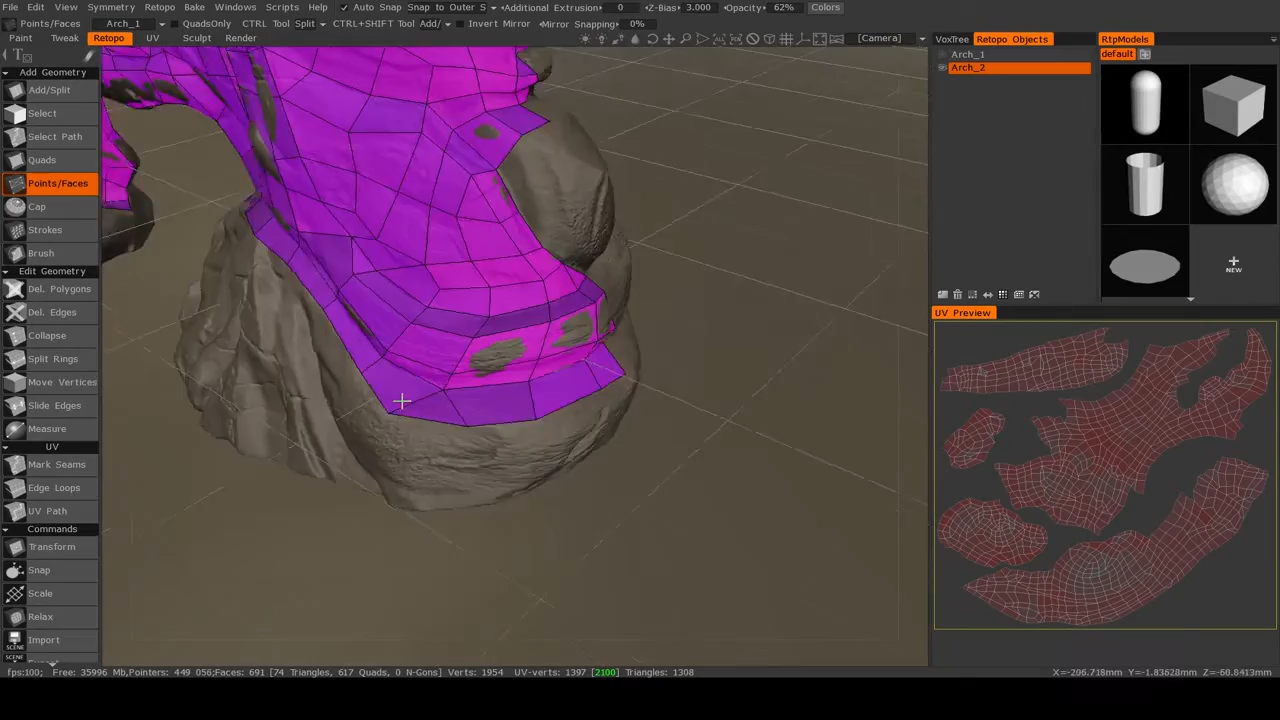 File Edit View Symmetry Retopo Bake Windows Scripts Help Auto Snap Snap to Outer S Additional Extrusion 0 Z-Bias 3.000 Opacity 62% Colors
Points/Faces Arch_1 QuadsOnly CTRL Tool Split CTRL+SHIFT Tool Add/ Invert Mirror Mirror Snapping 0%
Paint Tweak Retopo UV Sculpt Render [Camera] VoxTree Retopo Objects RtpModels
Arch_1
Arch_2
default
NEW
Add Geometry
Add/Split
Select
Select Path
Quads
Points/Faces
Cap
Strokes
Brush
Edit Geometry
Del. Polygons
Del. Edges
Collapse
Split Rings
Move Vertices
Slide Edges
Measure
UV
Mark Seams
Edge Loops
UV Path
Commands
Transform
Snap
Scale
Relax
SCENE Import
SCENE
UV Preview
fps:100; Free: 35996 Mb,Pointers: 449 056;Faces: 691 [74 Triangles, 617 Quads, 0 N-Gons] Verts: 1954 UV-verts: 1397 [2100] Triangles: 1308 X=-206.718mm Y=-1.83628mm Z=-60.8413mm